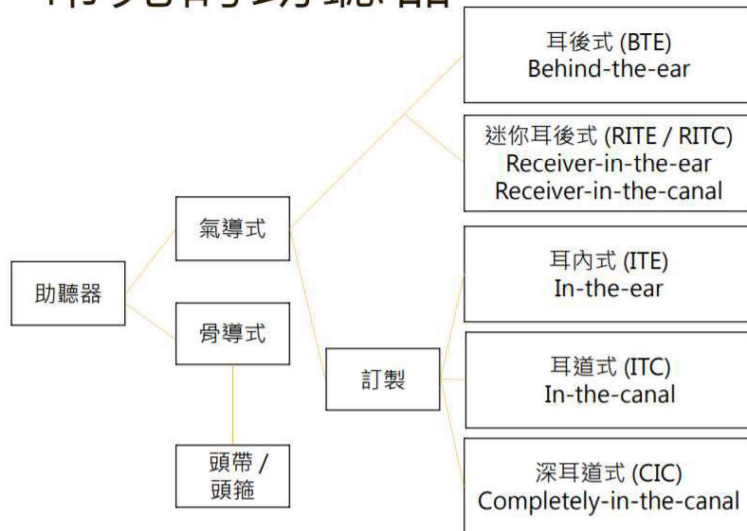 助聽器
耳後式 (BTE)
Behind-the-ear
迷你耳後式 (RITE / RITC)
Receiver-in-the-ear
Receiver-in-the-canal
氣導式
耳內式 (ITE)
In-the-ear
助聽器
骨導式
訂製
耳道式 (ITC)
In-the-canal
頭帶 /
頭箍
深耳道式 (CIC)
Completely-in-the-canal